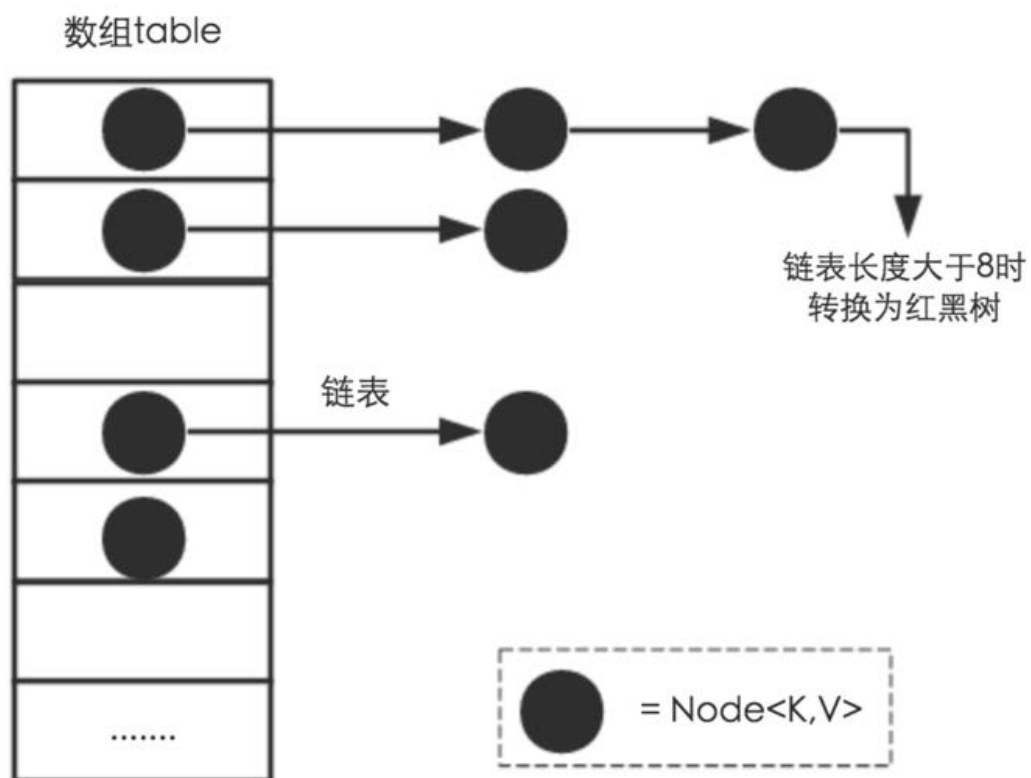 数组table
链表长度大于8时
转换为红黑树
链表
= Node<K,V>
.......